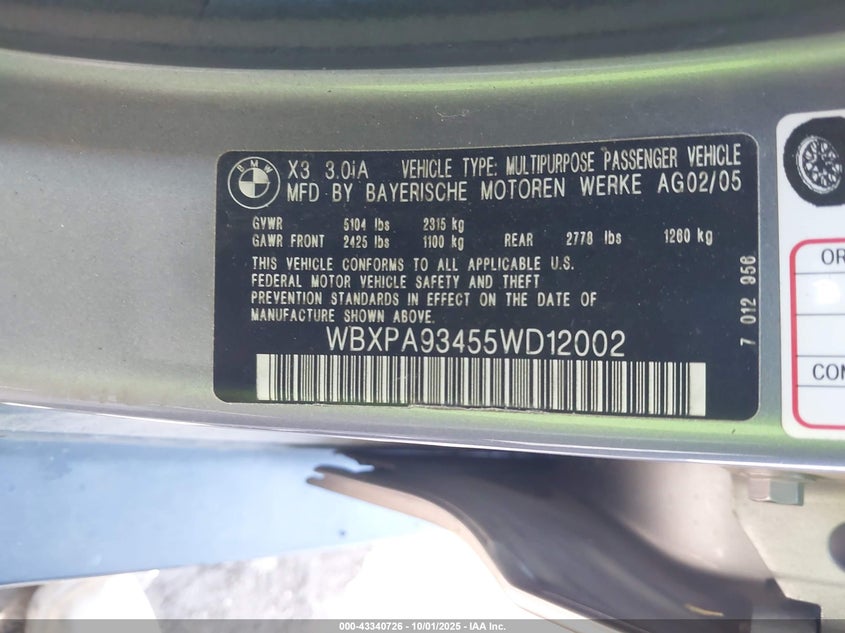 BMW
X3 3.0iA VEHICLE TYPE: MULTIPURPOSE PASSENGER VEHICLE
MFD BY BAYERISCHE MOTOREN WERKE AG02/05
GVWR 5104 lbs 2315 kg
GAWR FRONT 2425 lbs 1100 kg REAR 2778 lbs 1260 kg
THIS VEHICLE CONFORMS TO ALL APPLICABLE U.S.
FEDERAL MOTOR VEHICLE SAFETY AND THEFT
PREVENTION STANDARDS IN EFFECT ON THE DATE OF
MANUFACTURE SHOWN ABOVE.
WBXPA93455WD12002
7 012 956
OR
CON
000-43340726 - 10/01/2025 - IAA Inc.